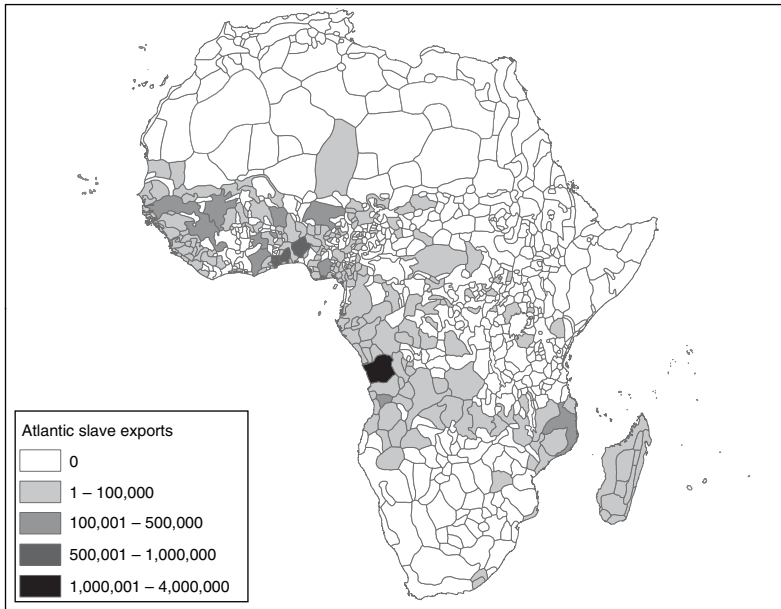 Atlantic slave exports
0
1 – 100,000
100,001 – 500,000
500,001 – 1,000,000
1,000,001 – 4,000,000